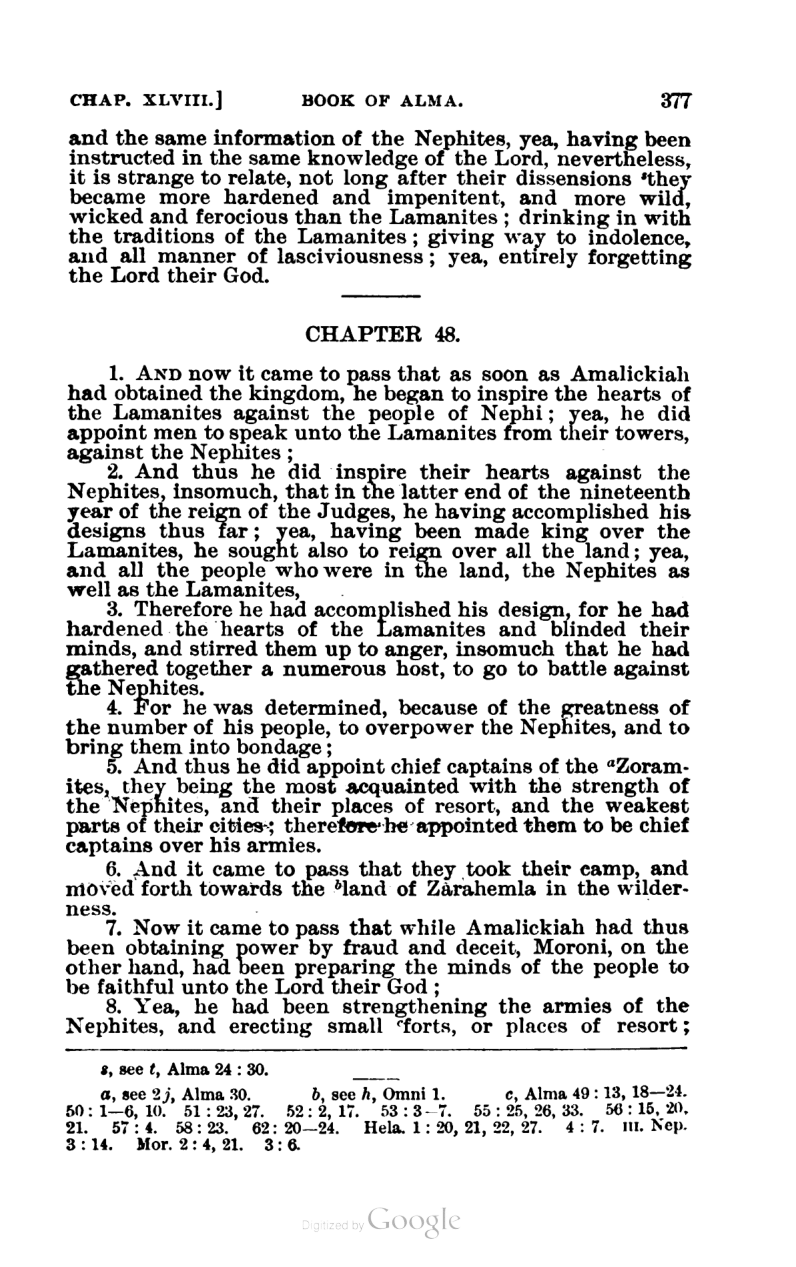 CHAP. XLVIII.] BOOK OF ALMA. 377
and the same information of the Nephites, yea, having been
instructed in the same knowledge of the Lord, nevertheless,
it is strange to relate, not long after their dissensions ˢthey
became more hardened and impenitent, and more wild,
wicked and ferocious than the Lamanites; drinking in with
the traditions of the Lamanites; giving way to indolence,
and all manner of lasciviousness; yea, entirely forgetting
the Lord their God.
CHAPTER 48.
1. AND now it came to pass that as soon as Amalickiah
had obtained the kingdom, he began to inspire the hearts of
the Lamanites against the people of Nephi; yea, he did
appoint men to speak unto the Lamanites from their towers,
against the Nephites;
2. And thus he did inspire their hearts against the
Nephites, insomuch, that in the latter end of the nineteenth
year of the reign of the Judges, he having accomplished his
designs thus far; yea, having been made king over the
Lamanites, he sought also to reign over all the land; yea,
and all the people who were in the land, the Nephites as
well as the Lamanites,
3. Therefore he had accomplished his design, for he had
hardened the hearts of the Lamanites and blinded their
minds, and stirred them up to anger, insomuch that he had
gathered together a numerous host, to go to battle against
the Nephites.
4. For he was determined, because of the greatness of
the number of his people, to overpower the Nephites, and to
bring them into bondage;
5. And thus he did appoint chief captains of the ᵃZoram-
ites, they being the most acquainted with the strength of
the Nephites, and their places of resort, and the weakest
parts of their cities; therefore he appointed them to be chief
captains over his armies.
6. And it came to pass that they took their camp, and
moved forth towards the ᵇland of Zarahemla in the wilder-
ness.
7. Now it came to pass that while Amalickiah had thus
been obtaining power by fraud and deceit, Moroni, on the
other hand, had been preparing the minds of the people to
be faithful unto the Lord their God;
8. Yea, he had been strengthening the armies of the
Nephites, and erecting small ᶜforts, or places of resort;
s, see t, Alma 24 : 30.
a, see 2 j, Alma 30. b, see h, Omni 1. c, Alma 49 : 13, 18—24.
50 : 1—6, 10. 51 : 23, 27. 52 : 2, 17. 53 : 3—7. 55 : 25, 26, 33. 56 : 15, 20,
21. 57 : 4. 58 : 23. 62 : 20—24. Hela. 1 : 20, 21, 22, 27. 4 : 7. III. Nep.
3 : 14. Mor. 2 : 4, 21. 3 : 6.
Digitized by Google